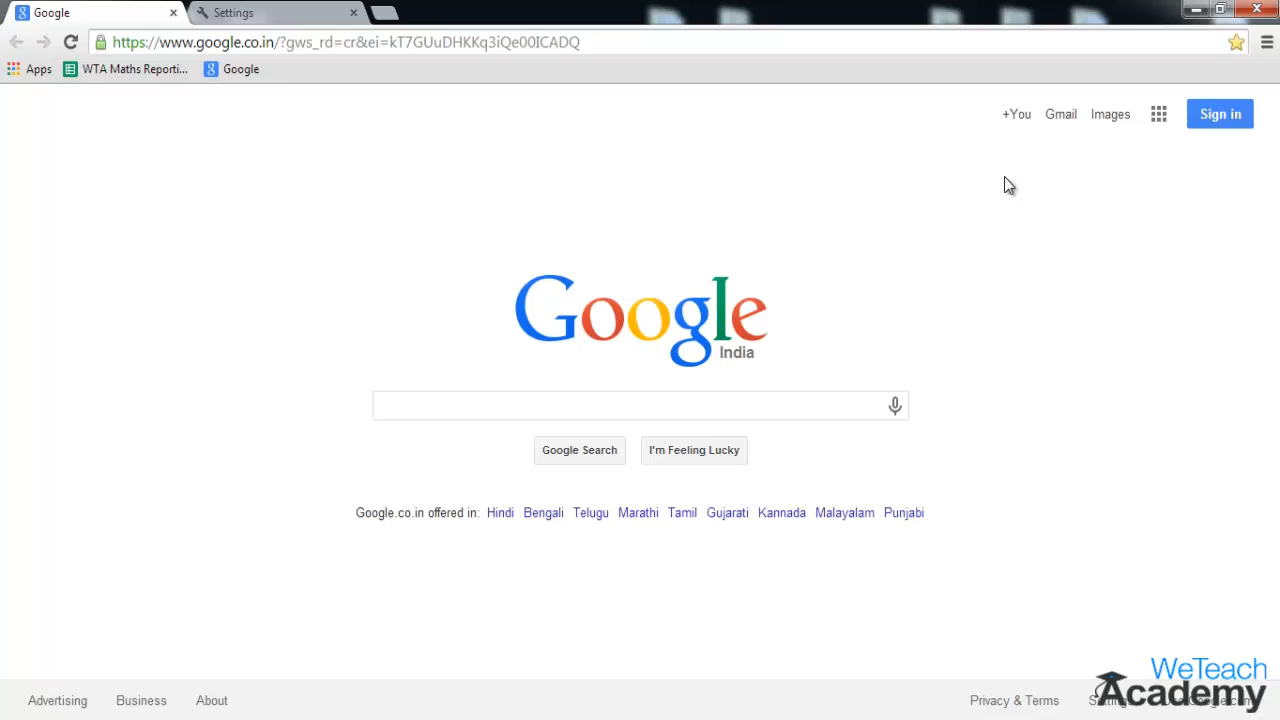 Google
Settings
https://www.google.co.in/?gws_rd=cr&ei=kT7GUuDHKKq3iQe00ICADQ
Apps
WTA Maths Reporti...
Google
+You
Gmail
Images
Sign in
Google
India
Google Search
I'm Feeling Lucky
Google.co.in offered in: Hindi Bengali Telugu Marathi Tamil Gujarati Kannada Malayalam Punjabi
WeTeach
Academy
Advertising
Business
About
Privacy & Terms
Settings